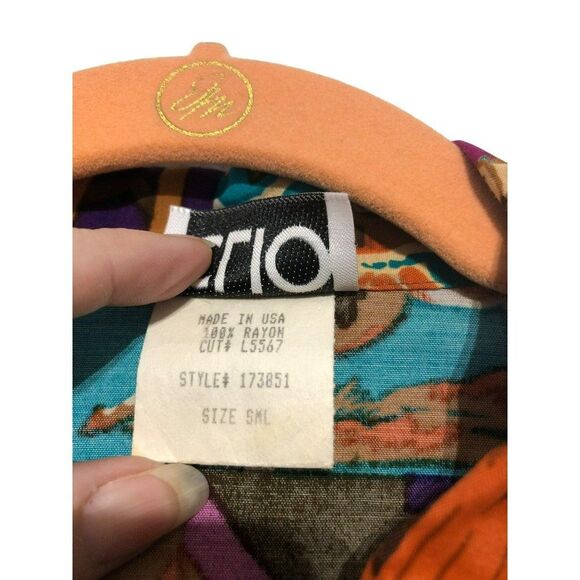 MADE IN USA
100% RAYON
CUT# L5567
STYLE# 173851
SIZE SML